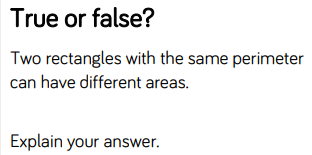 True or false?
Two rectangles with the same perimeter
can have different areas.
Explain your answer.